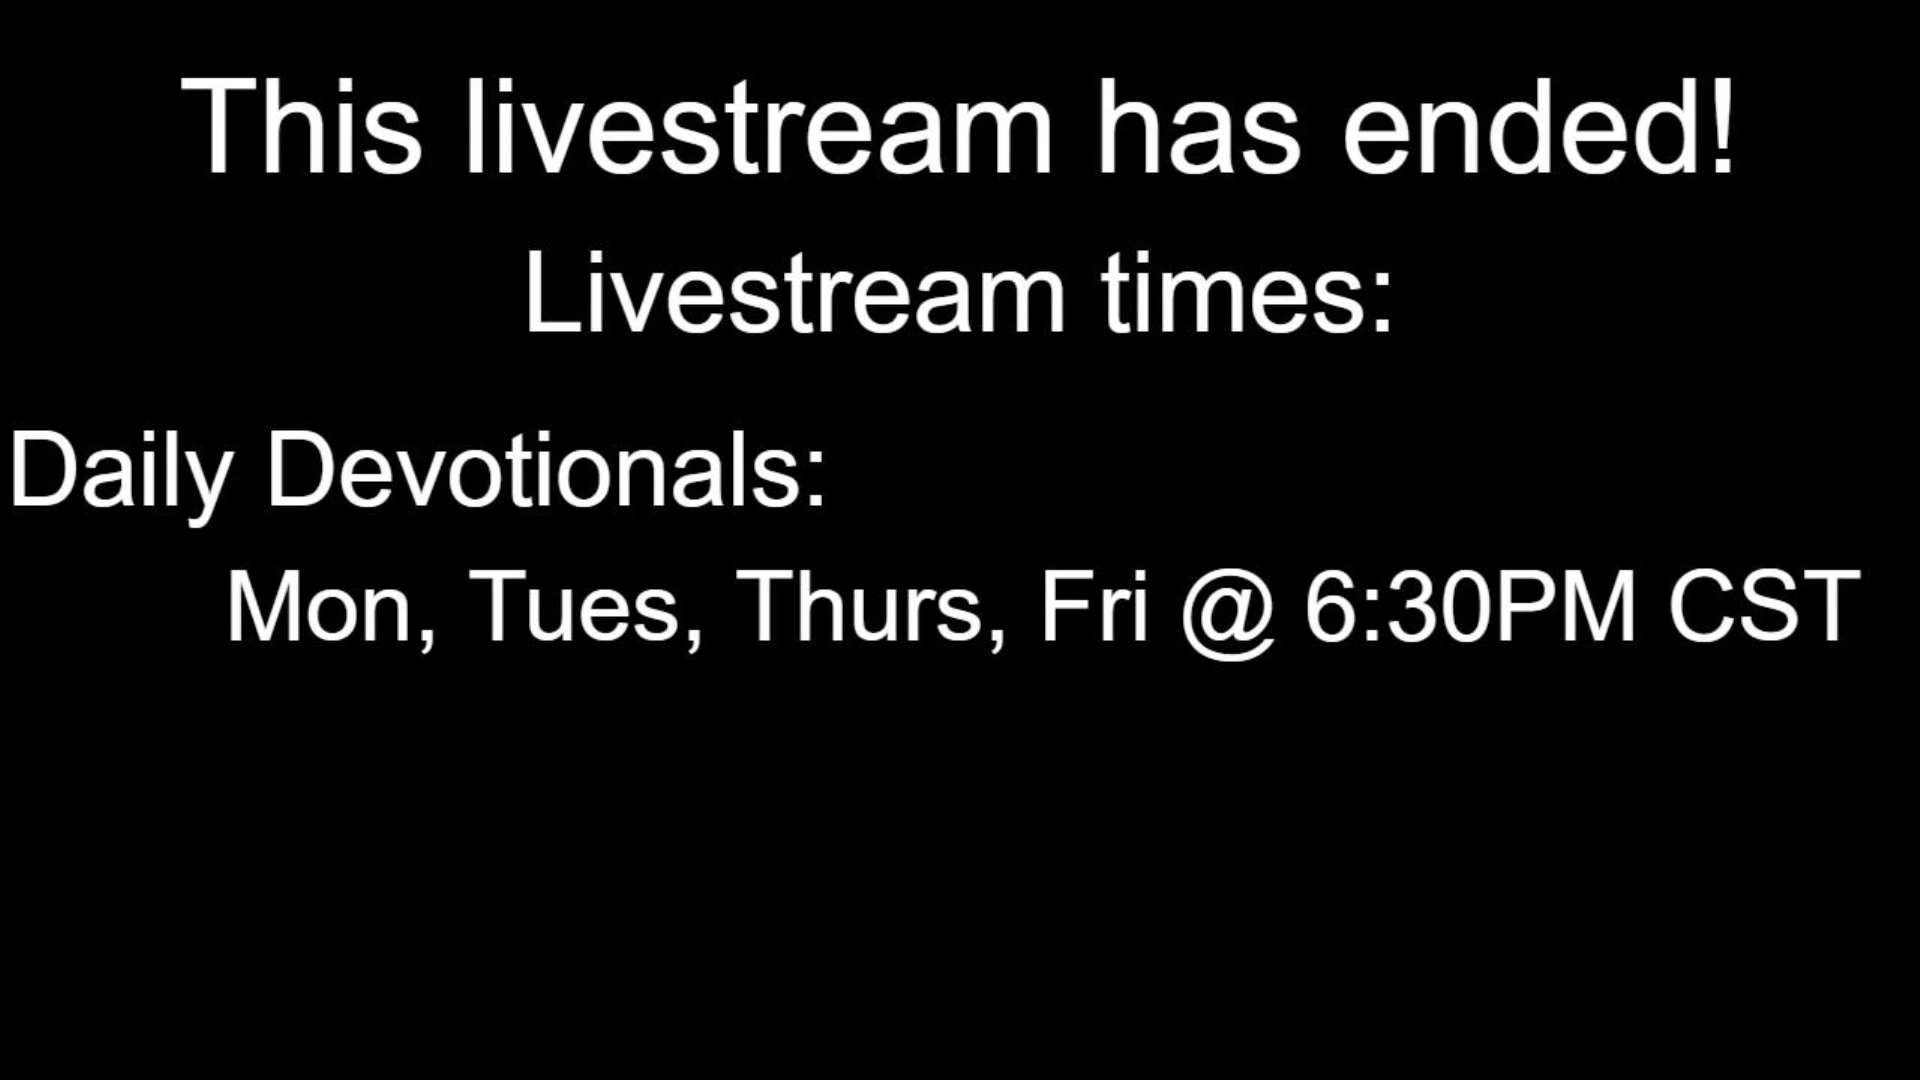 This livestream has ended!
Livestream times:
Daily Devotionals:
Mon, Tues, Thurs, Fri @ 6:30PM CST